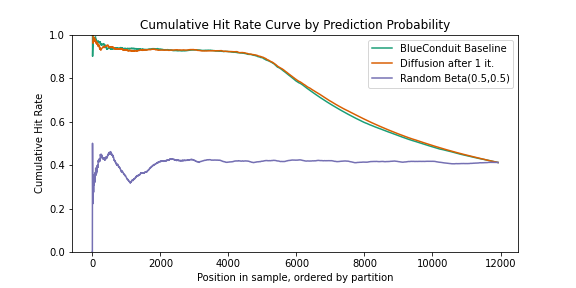 Cumulative Hit Rate Curve by Prediction Probability
1.0
0.8
0.6
0.4
0.2
0.0
Cumulative Hit Rate
BlueConduit Baseline
Diffusion after 1 it.
Random Beta(0.5,0.5)
0 2000 4000 6000 8000 10000 12000
Position in sample, ordered by partition